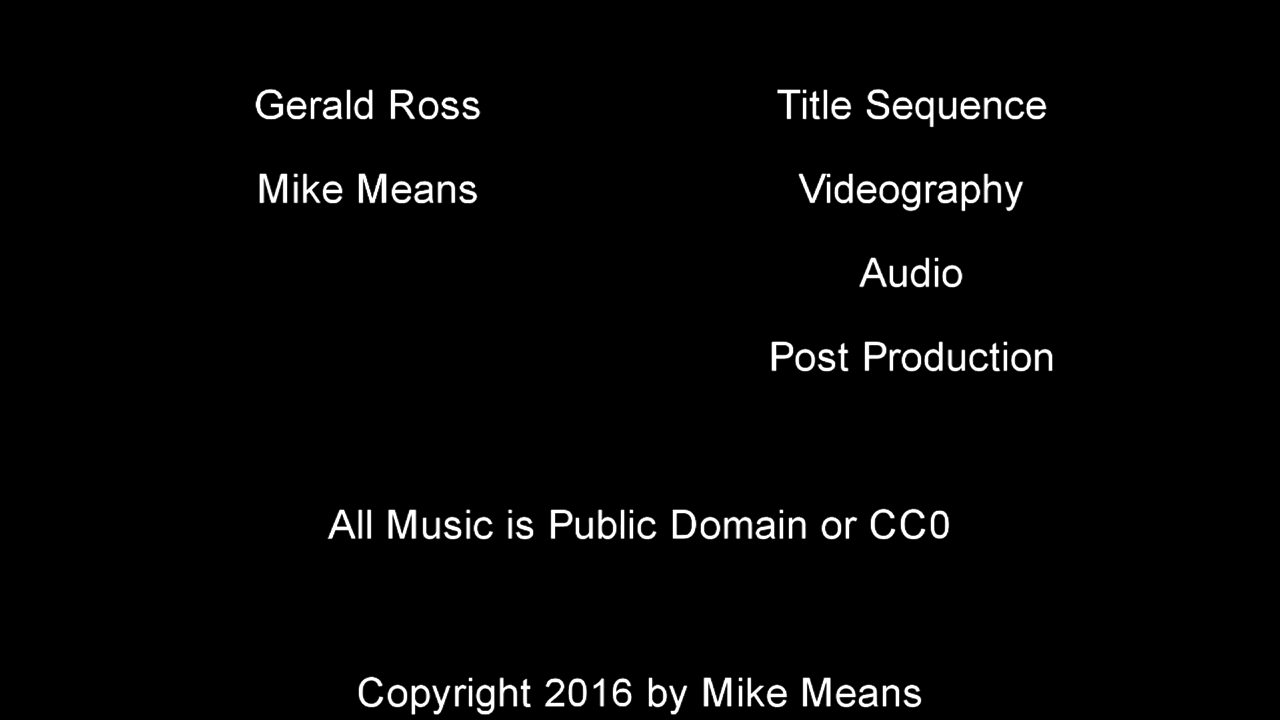 Gerald Ross Title Sequence
Mike Means Videography
Audio
Post Production
All Music is Public Domain or CC0
Copyright 2016 by Mike Means